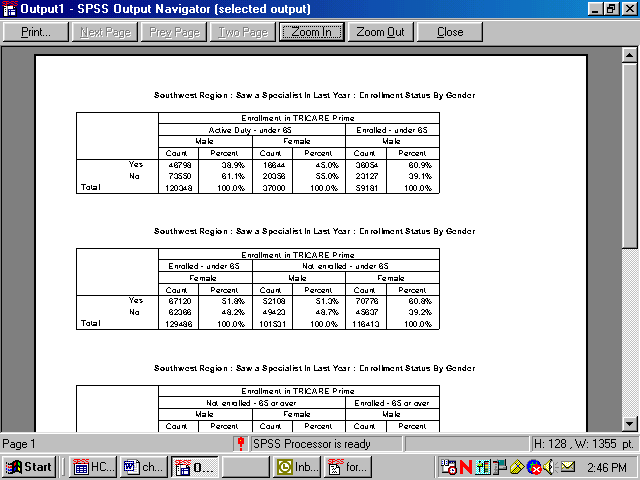 Output1 - SPSS Output Navigator (selected output)
Print... Next Page Prev Page Two Page Zoom In Zoom Out Close
Southwest Region : Saw a Specialist In Last Year : Enrollment Status By Gender
Enrollment in TRICARE Prime
Active Duty - under 65 Enrolled - under 65
Male Female Male
Count Percent Count Percent Count Percent
Yes 46798 38.9% 16644 45.0% 36054 60.9%
No 73550 61.1% 20356 55.0% 23127 39.1%
Total 120348 100.0% 37000 100.0% 59181 100.0%
Southwest Region : Saw a Specialist In Last Year : Enrollment Status By Gender
Enrollment in TRICARE Prime
Enrolled - under 65 Not enrolled - under 65
Female Male Female
Count Percent Count Percent Count Percent
Yes 67120 51.8% 52108 51.3% 70776 60.8%
No 62366 48.2% 49423 48.7% 45637 39.2%
Total 129486 100.0% 101531 100.0% 116413 100.0%
Southwest Region : Saw a Specialist In Last Year : Enrollment Status By Gender
Enrollment in TRICARE Prime
Not enrolled - 65 or over Enrolled - 65 or over
Male Female Male
Count Percent Count Percent Count Percent
Page 1 SPSS Processor is ready H: 128 , W: 1355 pt.
Start HC... ch... O... Inb... for... 2:46 PM